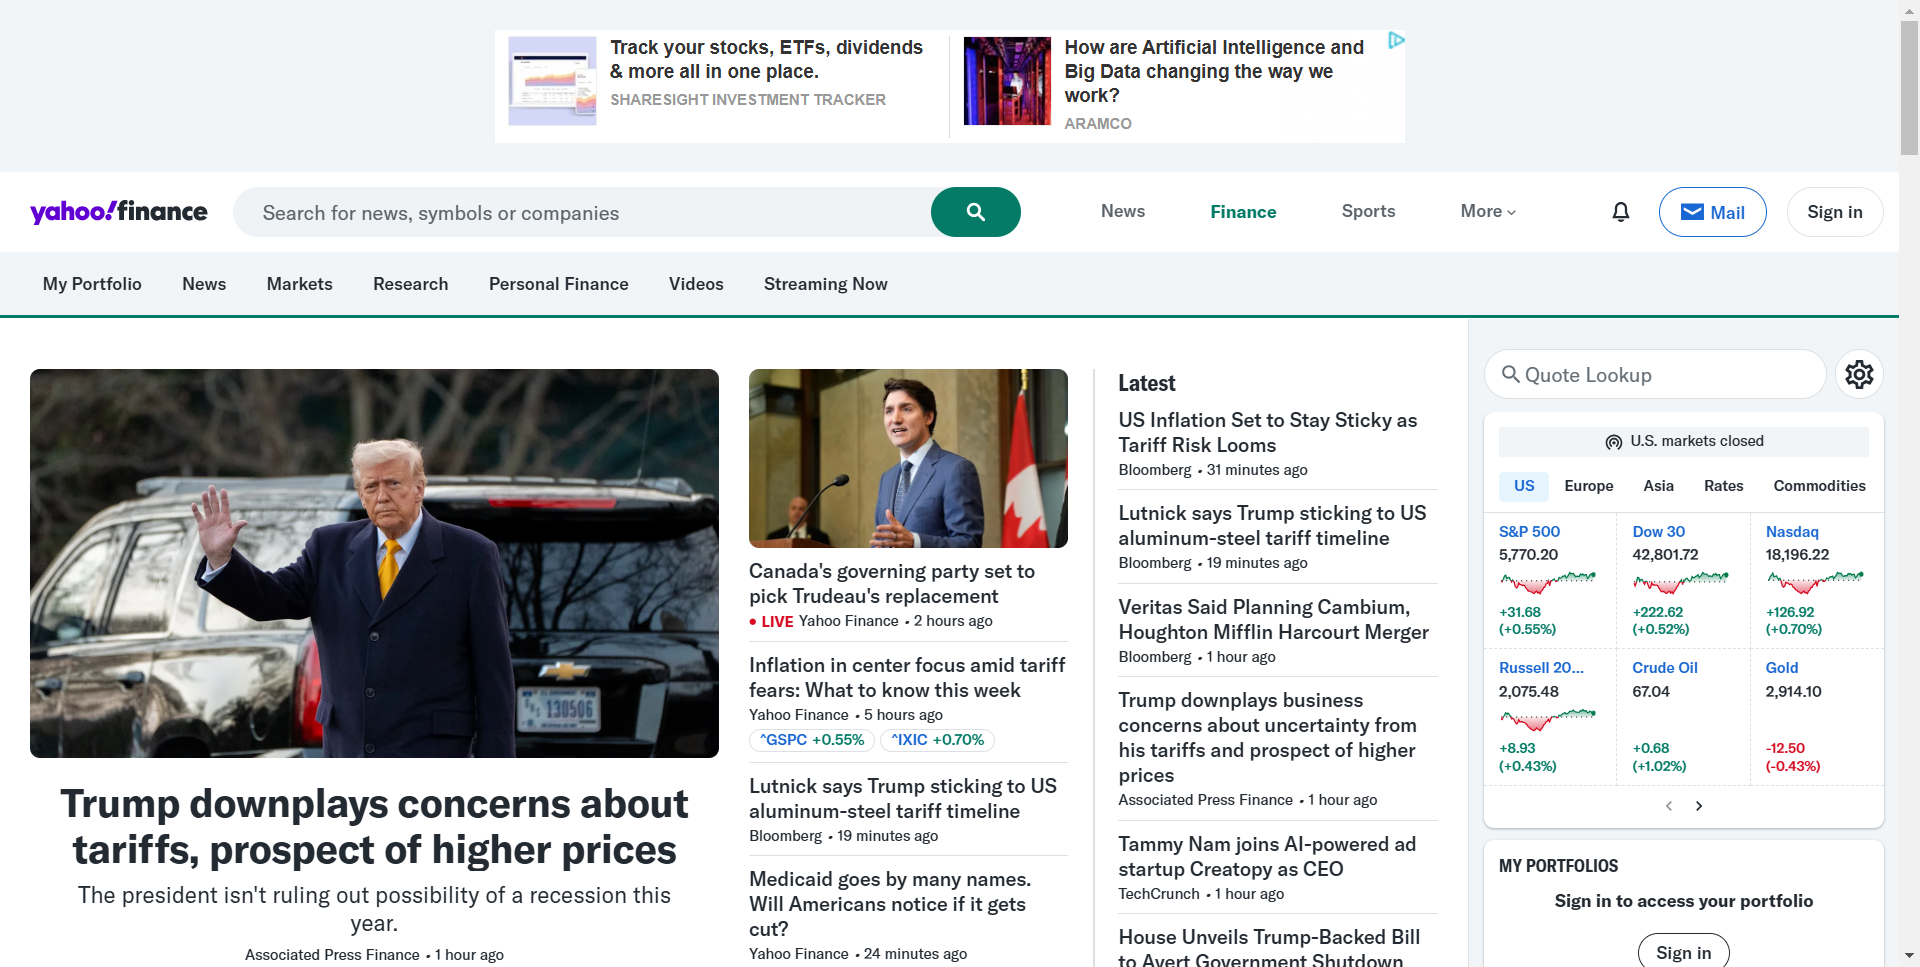 Track your stocks, ETFs, dividends
& more all in one place.
SHARESIGHT INVESTMENT TRACKER
How are Artificial Intelligence and
Big Data changing the way we
work?
ARAMCO
yahoo!finance
Search for news, symbols or companies
News
Finance
Sports
More
Mail
Sign in
My Portfolio
News
Markets
Research
Personal Finance
Videos
Streaming Now
Trump downplays concerns about
tariffs, prospect of higher prices
The president isn't ruling out possibility of a recession this
year.
Associated Press Finance • 1 hour ago
Canada's governing party set to
pick Trudeau's replacement
• LIVE Yahoo Finance • 2 hours ago
Inflation in center focus amid tariff
fears: What to know this week
Yahoo Finance • 5 hours ago
^GSPC +0.55%
^IXIC +0.70%
Lutnick says Trump sticking to US
aluminum-steel tariff timeline
Bloomberg • 19 minutes ago
Medicaid goes by many names.
Will Americans notice if it gets
cut?
Yahoo Finance • 24 minutes ago
Latest
US Inflation Set to Stay Sticky as
Tariff Risk Looms
Bloomberg • 31 minutes ago
Lutnick says Trump sticking to US
aluminum-steel tariff timeline
Bloomberg • 19 minutes ago
Veritas Said Planning Cambium,
Houghton Mifflin Harcourt Merger
Bloomberg • 1 hour ago
Trump downplays business
concerns about uncertainty from
his tariffs and prospect of higher
prices
Associated Press Finance • 1 hour ago
Tammy Nam joins AI-powered ad
startup Creatopy as CEO
TechCrunch • 1 hour ago
House Unveils Trump-Backed Bill
to Avert Government Shutdown
Quote Lookup
U.S. markets closed
US
Europe
Asia
Rates
Commodities
S&P 500
5,770.20
+31.68
(+0.55%)
Dow 30
42,801.72
+222.62
(+0.52%)
Nasdaq
18,196.22
+126.92
(+0.70%)
Russell 20...
2,075.48
+8.93
(+0.43%)
Crude Oil
67.04
+0.68
(+1.02%)
Gold
2,914.10
-12.50
(-0.43%)
MY PORTFOLIOS
Sign in to access your portfolio
Sign in